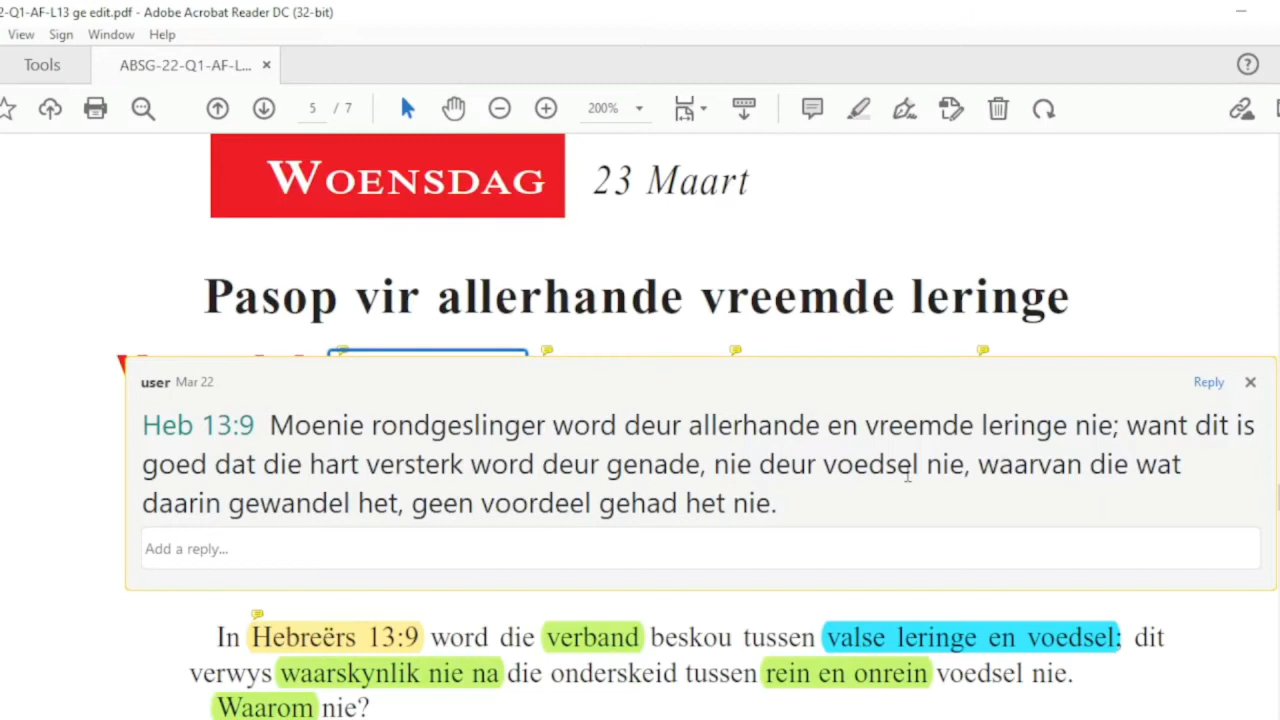 2-Q1-AF-L13 ge edit.pdf - Adobe Acrobat Reader DC (32-bit)
View Sign Window Help
Tools ABSG-22-Q1-AF-L... ×
5 / 7 200%
WOENSDAG 23 Maart
Pasop vir allerhande vreemde leringe
user Mar 22 Reply
Heb 13:9 Moenie rondgeslinger word deur allerhande en vreemde leringe nie; want dit is
goed dat die hart versterk word deur genade, nie deur voedsel nie, waarvan die wat
daarin gewandel het, geen voordeel gehad het nie.
Add a reply...
In Hebreërs 13:9 word die verband beskou tussen valse leringe en voedsel; dit
verwys waarskynlik nie na die onderskeid tussen rein en onrein voedsel nie.
Waarom nie?